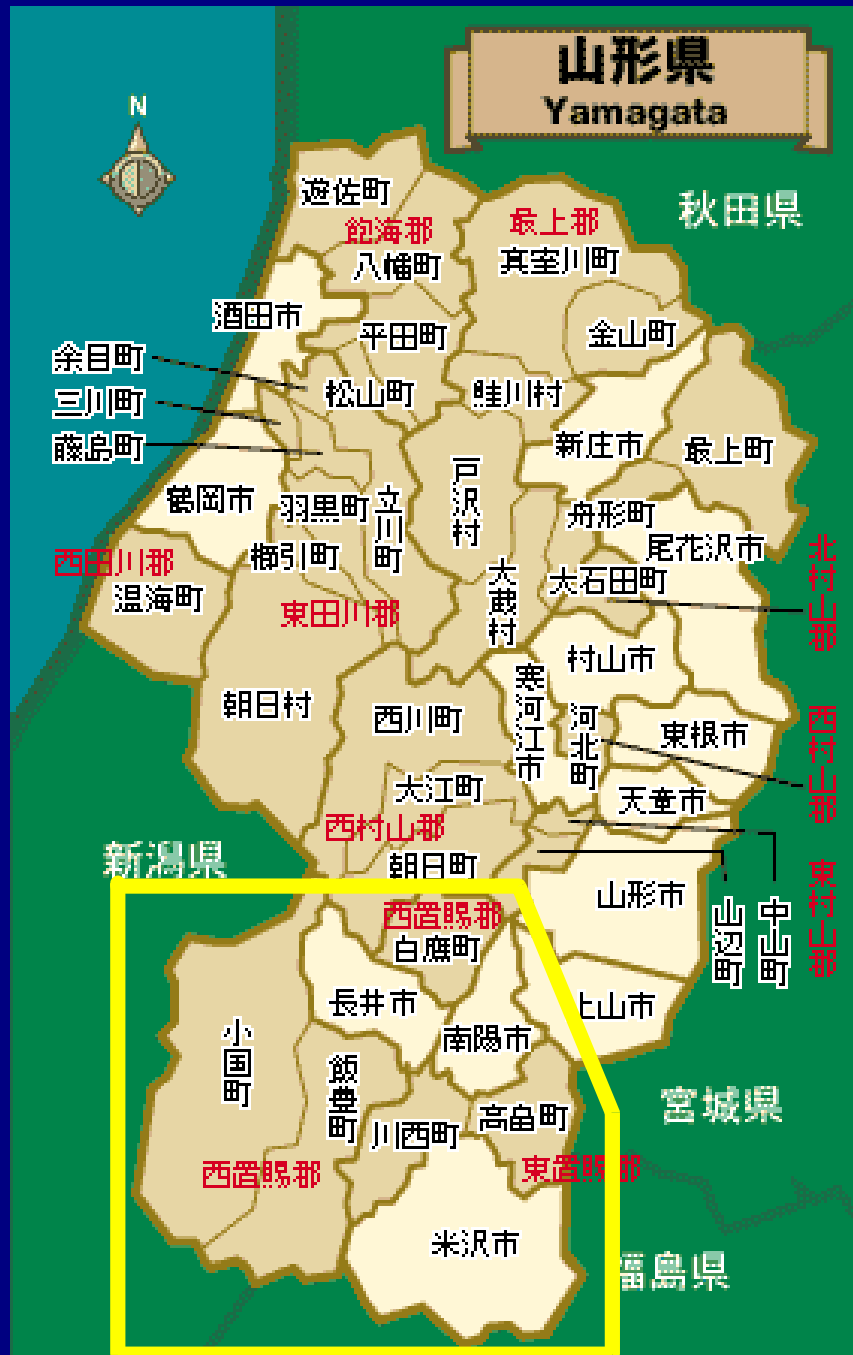 山形県
Yamagata
N
秋田県
遊佐町
飽海郡
最上郡
八幡町
真室川町
酒田市
平田町
金山町
余目町
松山町
鮭川村
三川町
藤島町
新庄市
最上町
戸沢村
鶴岡市
羽黒町
立川町
舟形町
尾花沢市
西田川郡
櫛引町
大石田町
北村山郡
温海町
東田川郡
大蔵村
村山市
朝日村
西川町
寒河江市
河北町
東根市
西村山郡
大江町
天童市
西村山郡
新潟県
朝日町
山形市
山辺町
中山町
東村山郡
西置賜郡
白鷹町
長井市
上山市
南陽市
小国町
飯豊町
高畠町
宮城県
川西町
西置賜郡
東置賜郡
米沢市
福島県